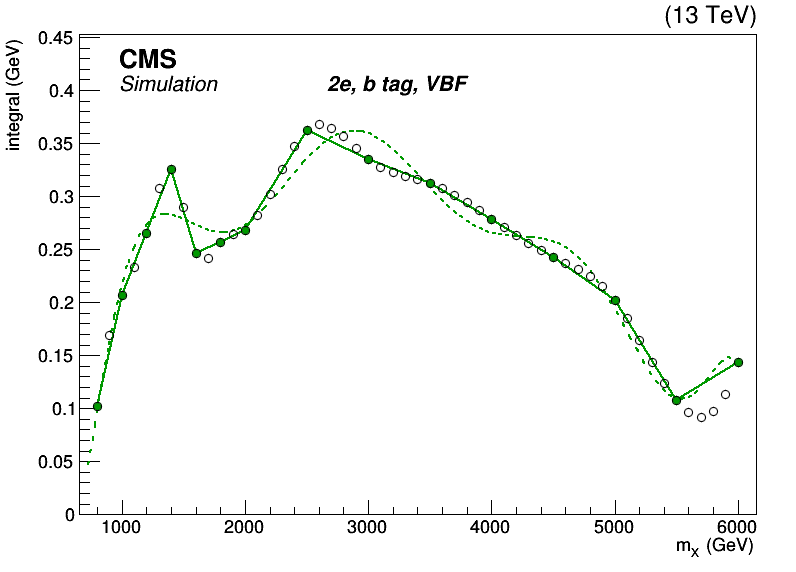 (13 TeV)
integral (GeV)
CMS
Simulation
2e, b tag, VBF
0.45
0.4
0.35
0.3
0.25
0.2
0.15
0.1
0.05
0
1000 2000 3000 4000 5000 6000
mX (GeV)